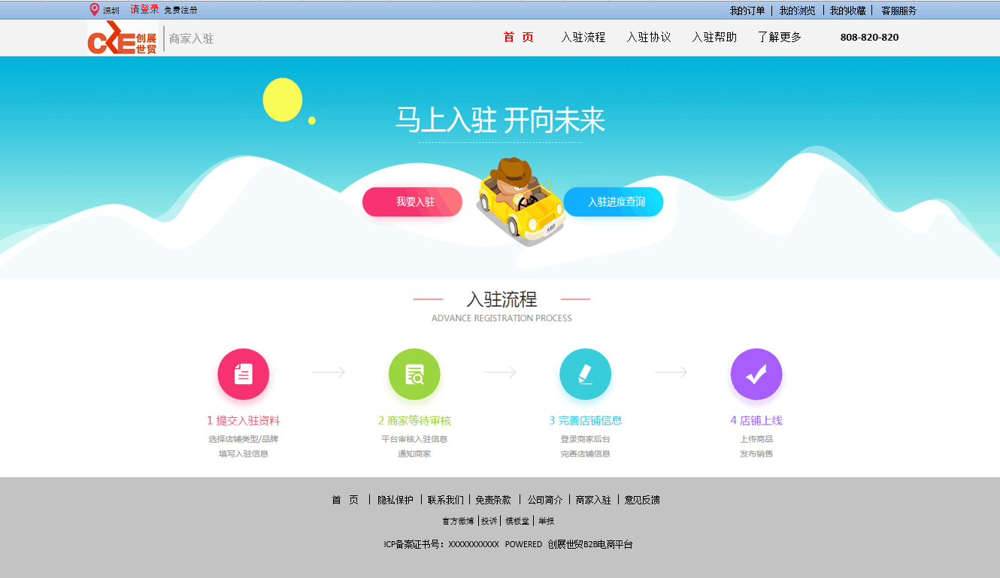 深圳 请登录 免费注册 我的订单 | 我的浏览 | 我的收藏 | 客服服务
创展世贸 商家入驻 首 页 入驻流程 入驻协议 入驻帮助 了解更多 808-820-820
马上入驻 开向未来
我要入驻 入驻进度查询
入驻流程
ADVANCE REGISTRATION PROCESS
1 提交入驻资料 2 商家等待审核 3 完善店铺信息 4 店铺上线
选择店铺类型/品牌 平台审核入驻信息 登录商家后台 上传商品
填写入驻信息 通知商家 完善店铺信息 发布销售
首 页 | 隐私保护 | 联系我们 | 免责条款 | 公司简介 | 商家入驻 | 意见反馈
官方微博 | 投诉 | 模板堂 | 举报
ICP备案证书号：XXXXXXXXXXX POWERED 创展世贸B2B电商平台